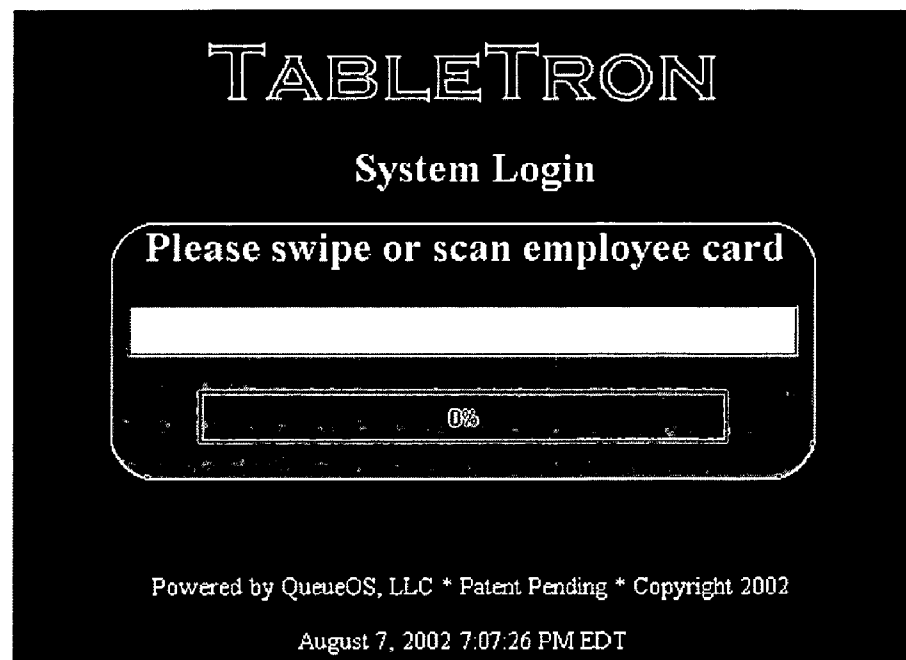 TABLETRON
System Login
Please swipe or scan employee card
0%
Powered by QueueOS, LLC * Patent Pending * Copyright 2002
August 7, 2002 7:07:26 PM EDT